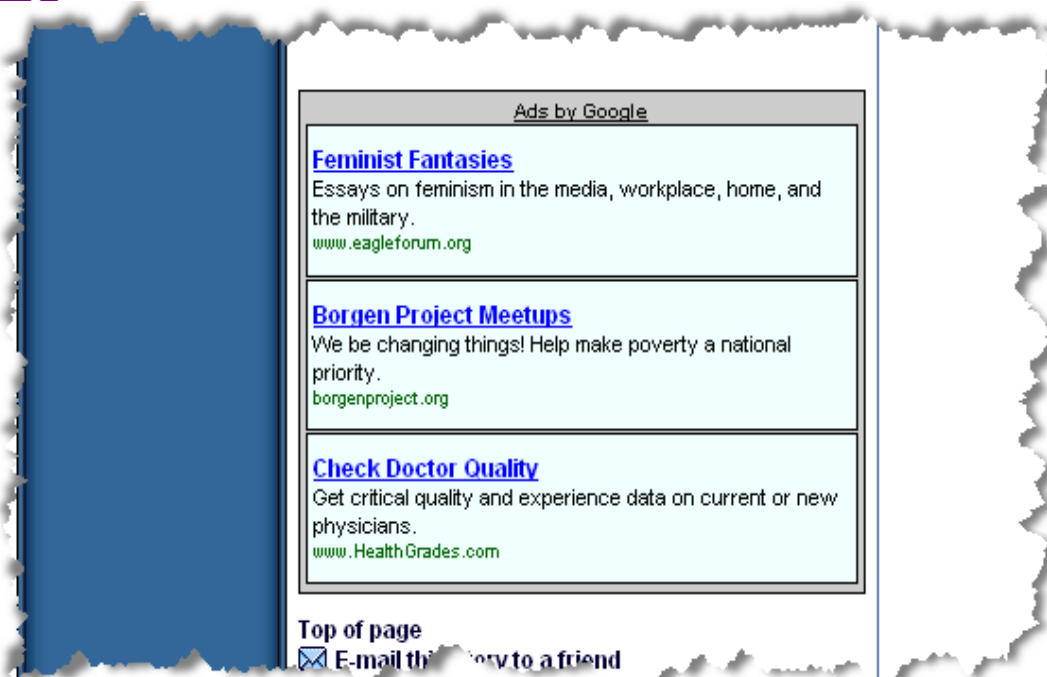 Ads by Google
Feminist Fantasies
Essays on feminism in the media, workplace, home, and
the military.
www.eagleforum.org
Borgen Project Meetups
We be changing things! Help make poverty a national
priority.
borgenproject.org
Check Doctor Quality
Get critical quality and experience data on current or new
physicians.
www.HealthGrades.com
Top of page
E-mail this story to a friend